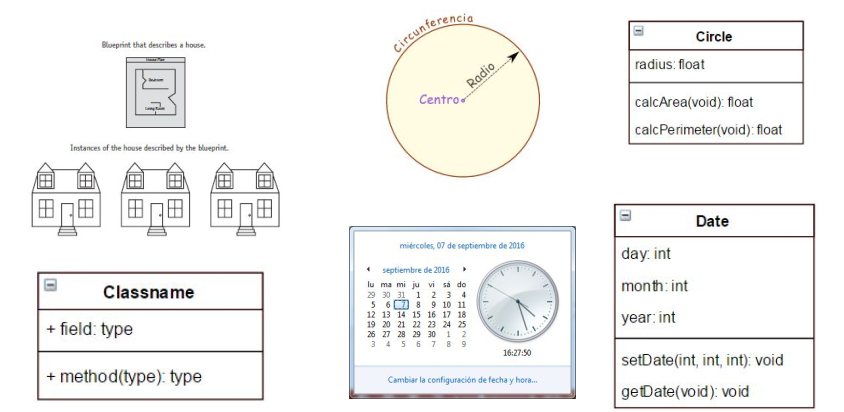 Blueprint that describes a house.
House Plan
Bedroom
Living Room
Instances of the house described by the blueprint.
Classname
+ field: type
+ method(type): type
Circunferencia
Radio
Centro
miércoles, 07 de septiembre de 2016
septiembre de 2016
lu ma mi ju vi sá do
29 30 31 1 2 3 4
5 6 7 8 9 10 11
12 13 14 15 16 17 18
19 20 21 22 23 24 25
26 27 28 29 30 1 2
3 4 5 6 7 8 9
16:27:50
Cambiar la configuración de fecha y hora...
Circle
radius: float
calcArea(void): float
calcPerimeter(void): float
Date
day: int
month: int
year: int
setDate(int, int, int): void
getDate(void): void